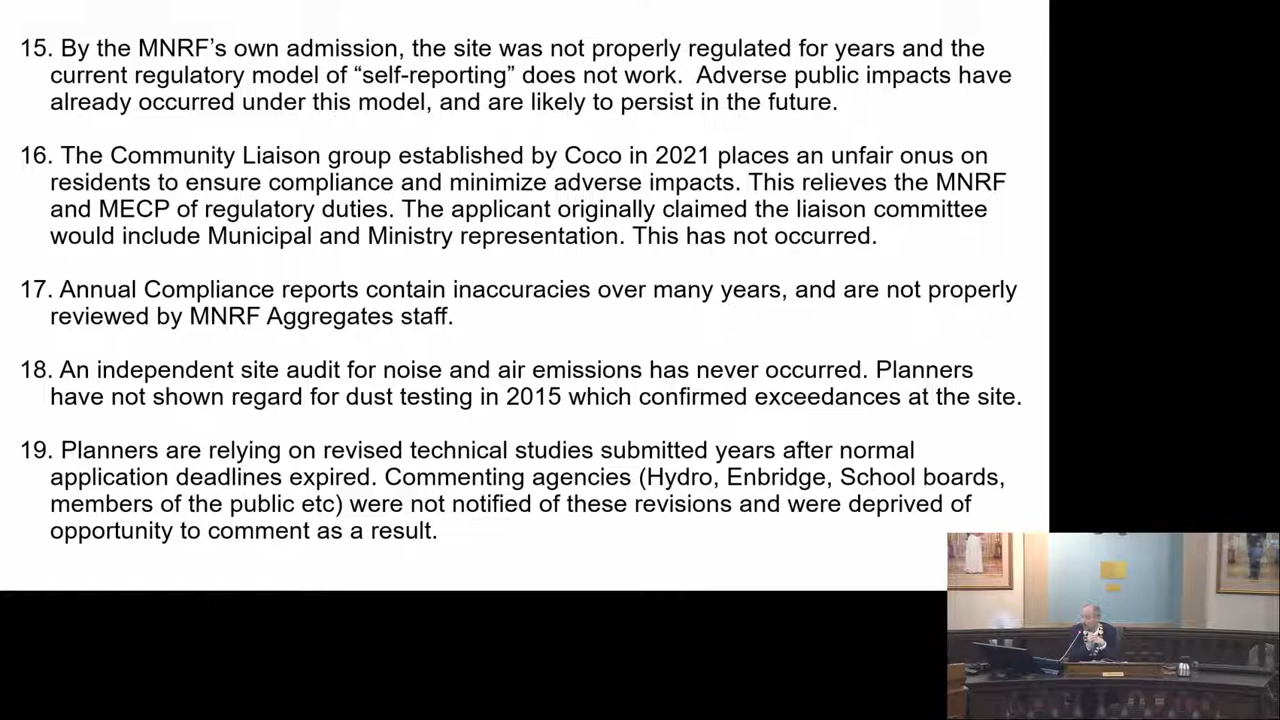 15. By the MNRF’s own admission, the site was not properly regulated for years and the
current regulatory model of “self-reporting” does not work.  Adverse public impacts have
already occurred under this model, and are likely to persist in the future.
16. The Community Liaison group established by Coco in 2021 places an unfair onus on
residents to ensure compliance and minimize adverse impacts. This relieves the MNRF
and MECP of regulatory duties. The applicant originally claimed the liaison committee
would include Municipal and Ministry representation. This has not occurred.
17. Annual Compliance reports contain inaccuracies over many years, and are not properly
reviewed by MNRF Aggregates staff.
18. An independent site audit for noise and air emissions has never occurred. Planners
have not shown regard for dust testing in 2015 which confirmed exceedances at the site.
19. Planners are relying on revised technical studies submitted years after normal
application deadlines expired. Commenting agencies (Hydro, Enbridge, School boards,
members of the public etc) were not notified of these revisions and were deprived of
opportunity to comment as a result.